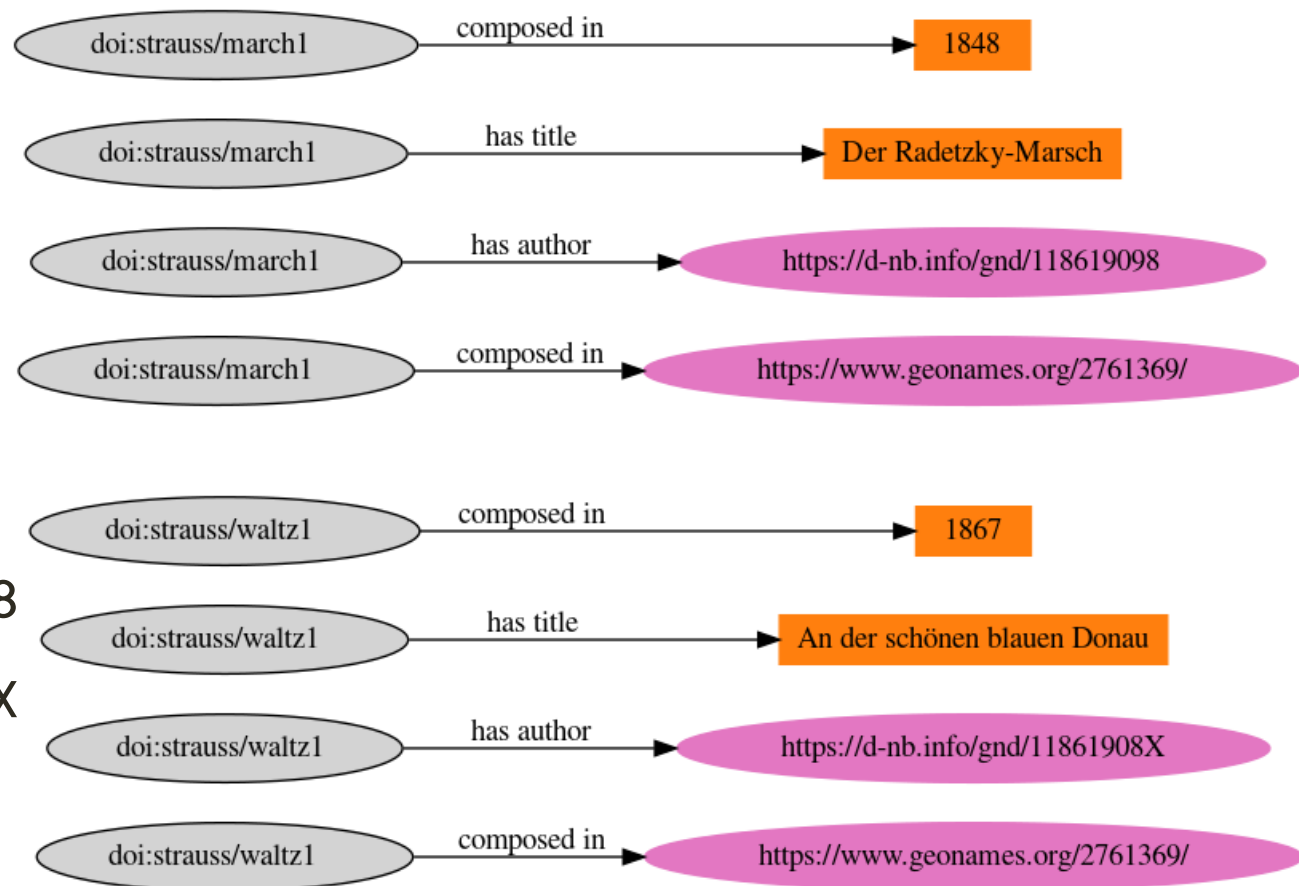 doi:strauss/march1 composed in 1848
doi:strauss/march1 has title Der Radetzky-Marsch
doi:strauss/march1 has author https://d-nb.info/gnd/118619098
doi:strauss/march1 composed in https://www.geonames.org/2761369/
doi:strauss/waltz1 composed in 1867
8
doi:strauss/waltz1 has title An der schönen blauen Donau
X
doi:strauss/waltz1 has author https://d-nb.info/gnd/11861908X
doi:strauss/waltz1 composed in https://www.geonames.org/2761369/